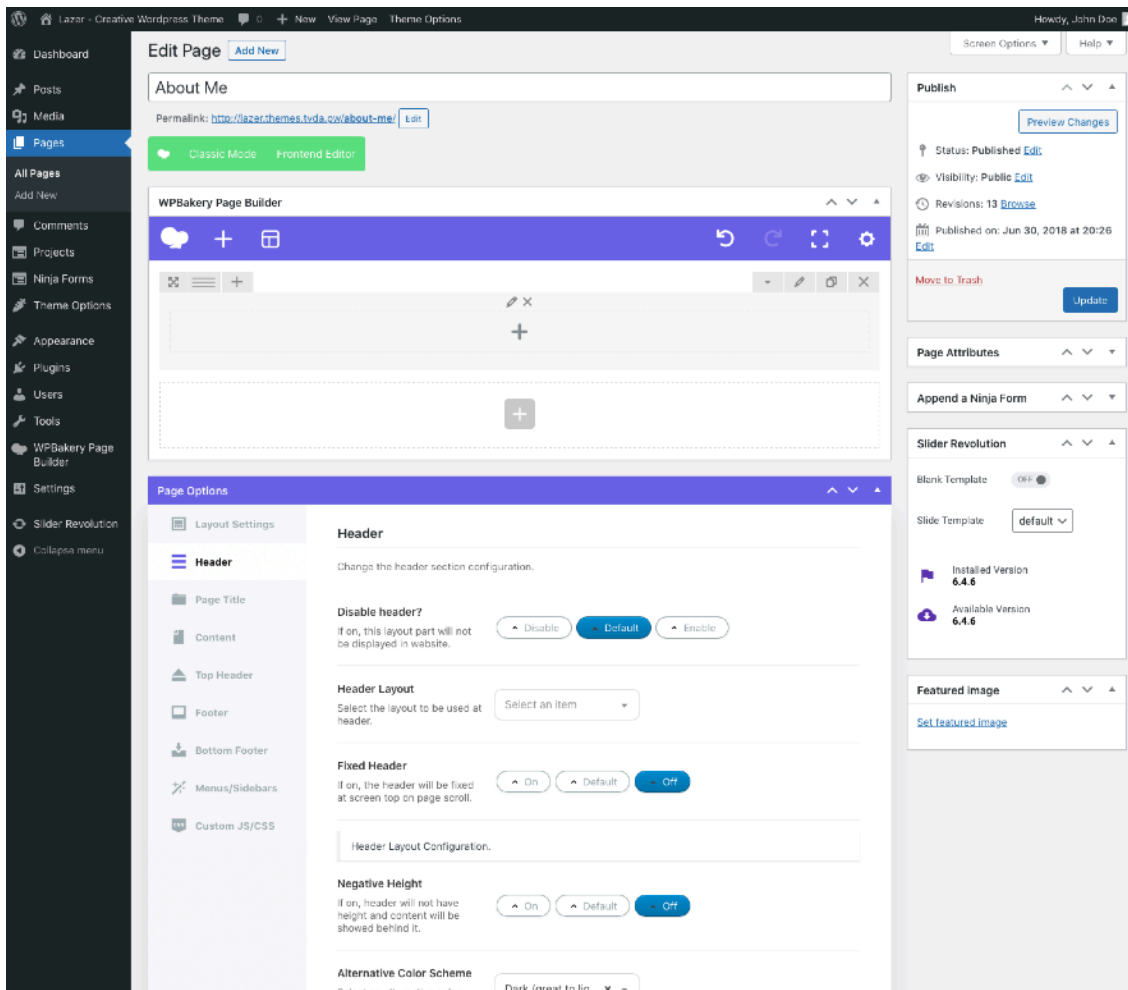 Lazer - Creative Wordpress Theme 0 New View Page Theme Options Howdy, John Doe
Dashboard
Posts
Media
Pages
All Pages
Add New
Comments
Projects
Ninja Forms
Theme Options
Appearance
Plugins
Users
Tools
WPBakery Page
Builder
Settings
Slider Revolution
Collapse menu
Edit Page Add New
Screen Options Help
About Me
Permalink: http://lazer.themes.tvda.pw/about-me/ Edit
Classic Mode Frontend Editor
WPBakery Page Builder
Page Options
Layout Settings
Header
Page Title
Content
Top Header
Footer
Bottom Footer
Menus/Sidebars
Custom JS/CSS
Header
Change the header section configuration.
Disable header?
If on, this layout part will not
be displayed in website.
Disable Default Enable
Header Layout
Select the layout to be used at
header.
Select an item
Fixed Header
If on, the header will be fixed
at screen top on page scroll.
On Default Off
Header Layout Configuration.
Negative Height
If on, header will not have
height and content will be
showed behind it.
On Default Off
Alternative Color Scheme
Dark (great to lig
Publish
Preview Changes
Status: Published Edit
Visibility: Public Edit
Revisions: 13 Browse
Published on: Jun 30, 2018 at 20:26
Edit
Move to Trash
Update
Page Attributes
Append a Ninja Form
Slider Revolution
Blank Template OFF
Slide Template default
Installed Version
6.4.6
Available Version
6.4.6
Featured image
Set featured image